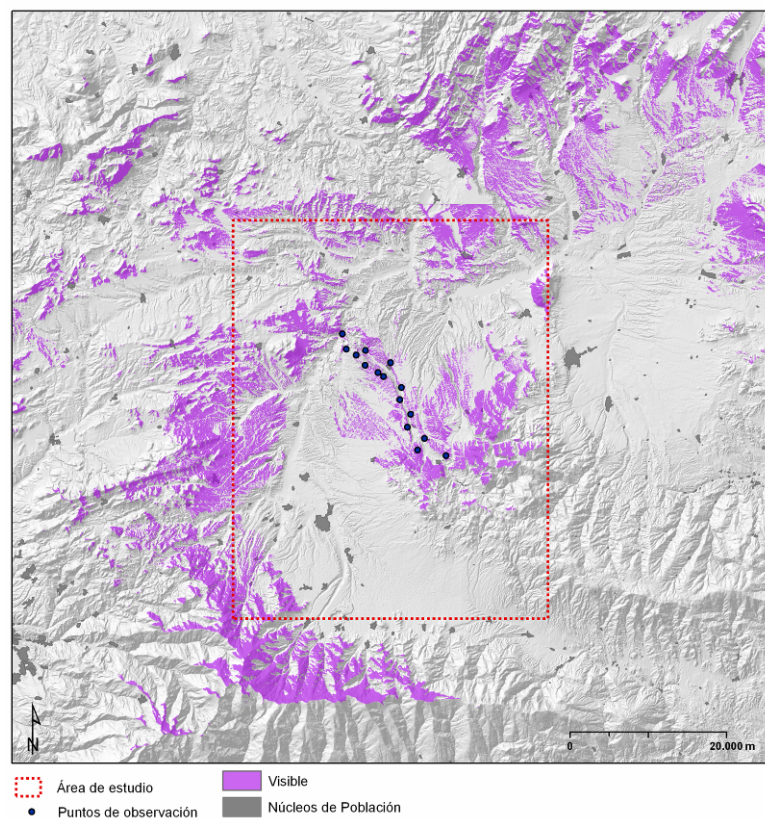 N
0 20.000 m
Área de estudio
Visible
Puntos de observación
Núcleos de Población